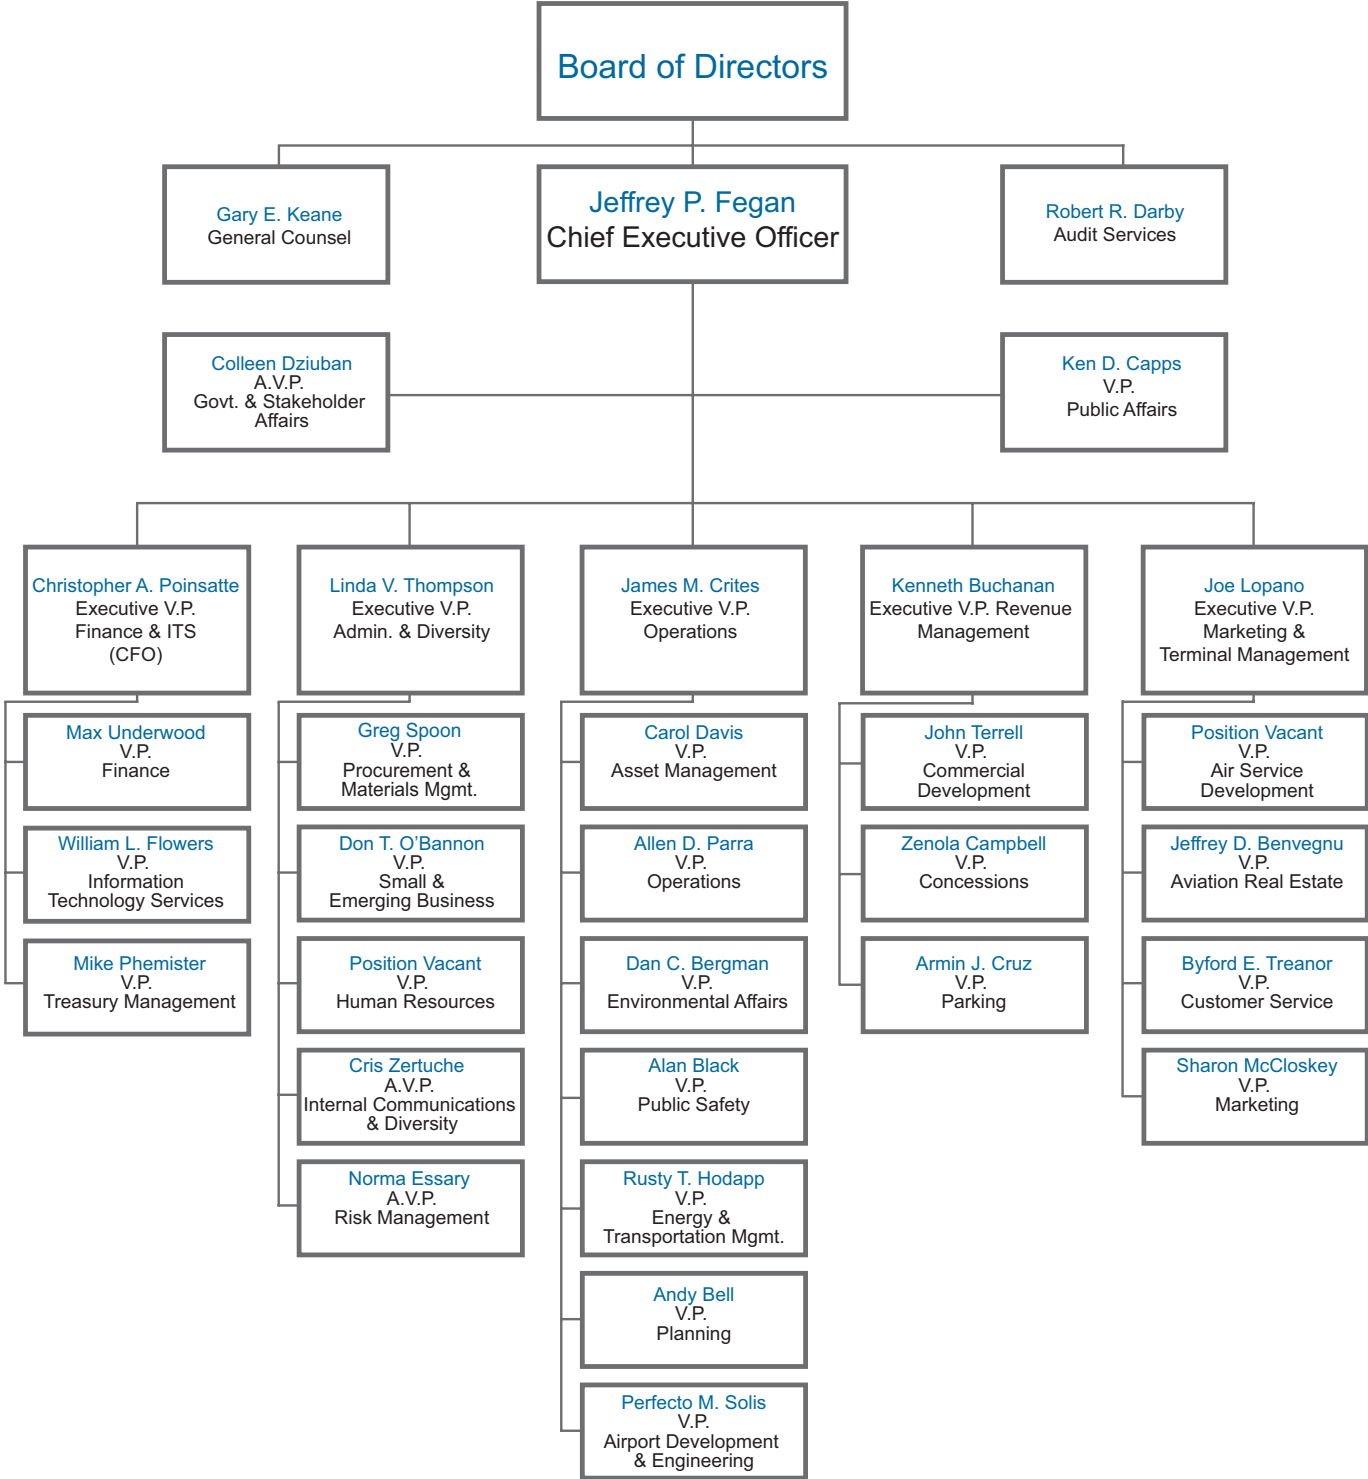 Board of Directors
Gary E. Keane
General Counsel
Jeffrey P. Fegan
Chief Executive Officer
Robert R. Darby
Audit Services
Colleen Dziuban
A.V.P.
Govt. & Stakeholder
Affairs
Ken D. Capps
V.P.
Public Affairs
Christopher A. Poinsatte
Executive V.P.
Finance & ITS
(CFO)
Linda V. Thompson
Executive V.P.
Admin. & Diversity
James M. Crites
Executive V.P.
Operations
Kenneth Buchanan
Executive V.P. Revenue
Management
Joe Lopano
Executive V.P.
Marketing &
Terminal Management
Max Underwood
V.P.
Finance
William L. Flowers
V.P.
Information
Technology Services
Mike Phemister
V.P.
Treasury Management
Greg Spoon
V.P.
Procurement &
Materials Mgmt.
Don T. O’Bannon
V.P.
Small &
Emerging Business
Position Vacant
V.P.
Human Resources
Cris Zertuche
A.V.P.
Internal Communications
& Diversity
Norma Essary
A.V.P.
Risk Management
Carol Davis
V.P.
Asset Management
Allen D. Parra
V.P.
Operations
Dan C. Bergman
V.P.
Environmental Affairs
Alan Black
V.P.
Public Safety
Rusty T. Hodapp
V.P.
Energy &
Transportation Mgmt.
Andy Bell
V.P.
Planning
Perfecto M. Solis
V.P.
Airport Development
& Engineering
John Terrell
V.P.
Commercial
Development
Zenola Campbell
V.P.
Concessions
Armin J. Cruz
V.P.
Parking
Position Vacant
V.P.
Air Service
Development
Jeffrey D. Benvegnu
V.P.
Aviation Real Estate
Byford E. Treanor
V.P.
Customer Service
Sharon McCloskey
V.P.
Marketing